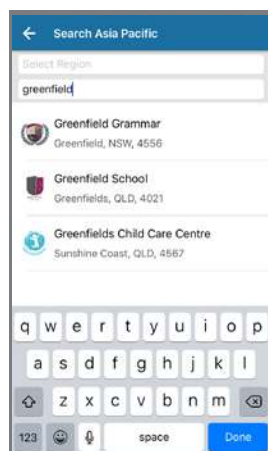 Search Asia Pacific
Select Region
greenfield
Greenfield Grammar
Greenfield, NSW, 4556
Greenfield School
Greenfields, QLD, 4021
Greenfields Child Care Centre
Sunshine Coast, QLD, 4567
q w e r t y u i o p
a s d f g h j k l
z x c v b n m
123 space Done